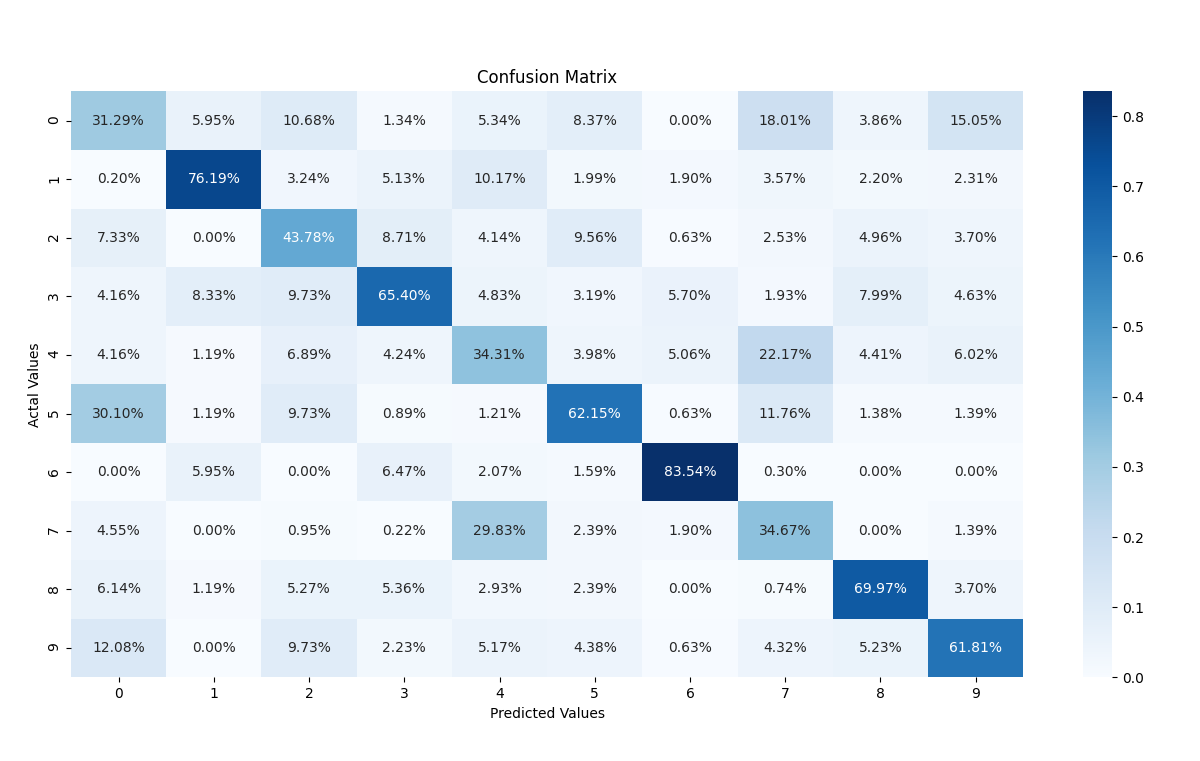 Confusion Matrix
0 31.29% 5.95% 10.68% 1.34% 5.34% 8.37% 0.00% 18.01% 3.86% 15.05%
1 0.20% 76.19% 3.24% 5.13% 10.17% 1.99% 1.90% 3.57% 2.20% 2.31%
2 7.33% 0.00% 43.78% 8.71% 4.14% 9.56% 0.63% 2.53% 4.96% 3.70%
3 4.16% 8.33% 9.73% 65.40% 4.83% 3.19% 5.70% 1.93% 7.99% 4.63%
4 4.16% 1.19% 6.89% 4.24% 34.31% 3.98% 5.06% 22.17% 4.41% 6.02%
5 30.10% 1.19% 9.73% 0.89% 1.21% 62.15% 0.63% 11.76% 1.38% 1.39%
6 0.00% 5.95% 0.00% 6.47% 2.07% 1.59% 83.54% 0.30% 0.00% 0.00%
7 4.55% 0.00% 0.95% 0.22% 29.83% 2.39% 1.90% 34.67% 0.00% 1.39%
8 6.14% 1.19% 5.27% 5.36% 2.93% 2.39% 0.00% 0.74% 69.97% 3.70%
9 12.08% 0.00% 9.73% 2.23% 5.17% 4.38% 0.63% 4.32% 5.23% 61.81%
0 1 2 3 4 5 6 7 8 9
Predicted Values
Actal Values
0.8
0.7
0.6
0.5
0.4
0.3
0.2
0.1
0.0